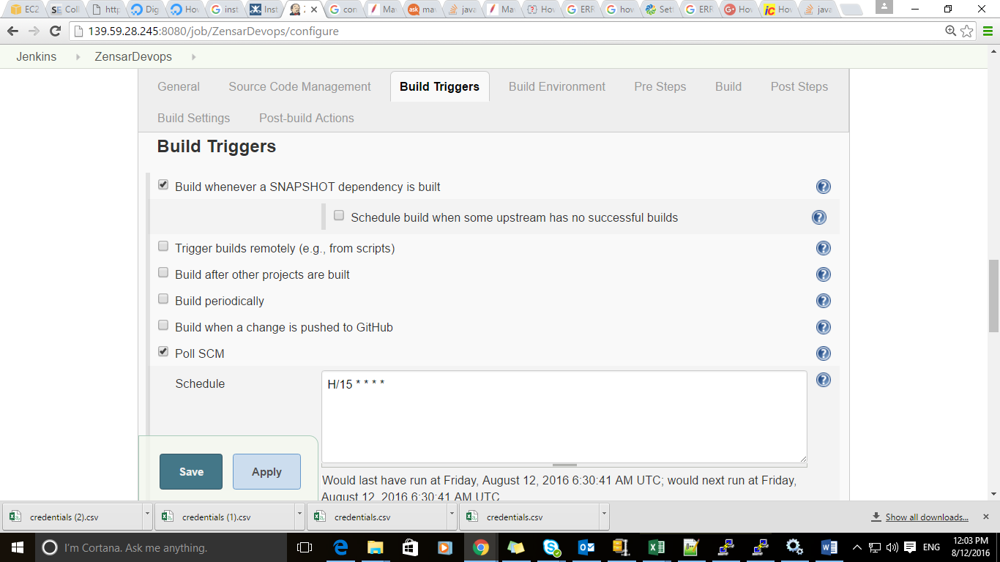 EC2
SE Coll
http
Dig
Hov
inst
Inst
con
Ma
ask ma
java
Ma
Hov
ERF
how
Set
ERF
Hov
ic Hov
java
139.59.28.245:8080/job/ZensarDevops/configure
Jenkins ZensarDevops
General Source Code Management Build Triggers Build Environment Pre Steps Build Post Steps
Build Settings Post-build Actions
Build Triggers
Build whenever a SNAPSHOT dependency is built
Schedule build when some upstream has no successful builds
Trigger builds remotely (e.g., from scripts)
Build after other projects are built
Build periodically
Build when a change is pushed to GitHub
Poll SCM
Schedule
H/15 * * * *
Save Apply
Would last have run at Friday, August 12, 2016 6:30:41 AM UTC; would next run at Friday,
August 12, 2016 6:30:41 AM UTC
credentials (2).csv credentials (1).csv credentials.csv credentials.csv Show all downloads...
I'm Cortana. Ask me anything.
ENG
12:03 PM
8/12/2016